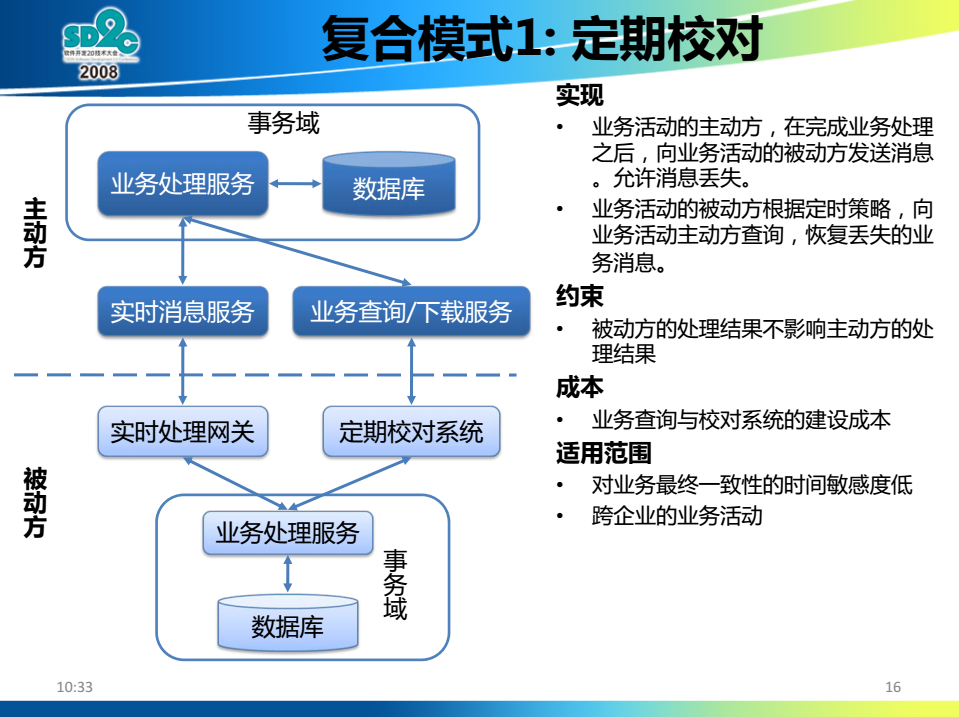 SD2C
软件开发2.0技术大会
2008
复合模式1: 定期校对
事务域
业务处理服务
数据库
主动方
实时消息服务
业务查询/下载服务
实时处理网关
定期校对系统
被动方
业务处理服务
事务域
数据库
实现
• 业务活动的主动方，在完成业务处理
之后，向业务活动的被动方发送消息
。允许消息丢失。
• 业务活动的被动方根据定时策略，向
业务活动主动方查询，恢复丢失的业
务消息。
约束
• 被动方的处理结果不影响主动方的处
理结果
成本
• 业务查询与校对系统的建设成本
适用范围
• 对业务最终一致性的时间敏感度低
• 跨企业的业务活动
10:33
16